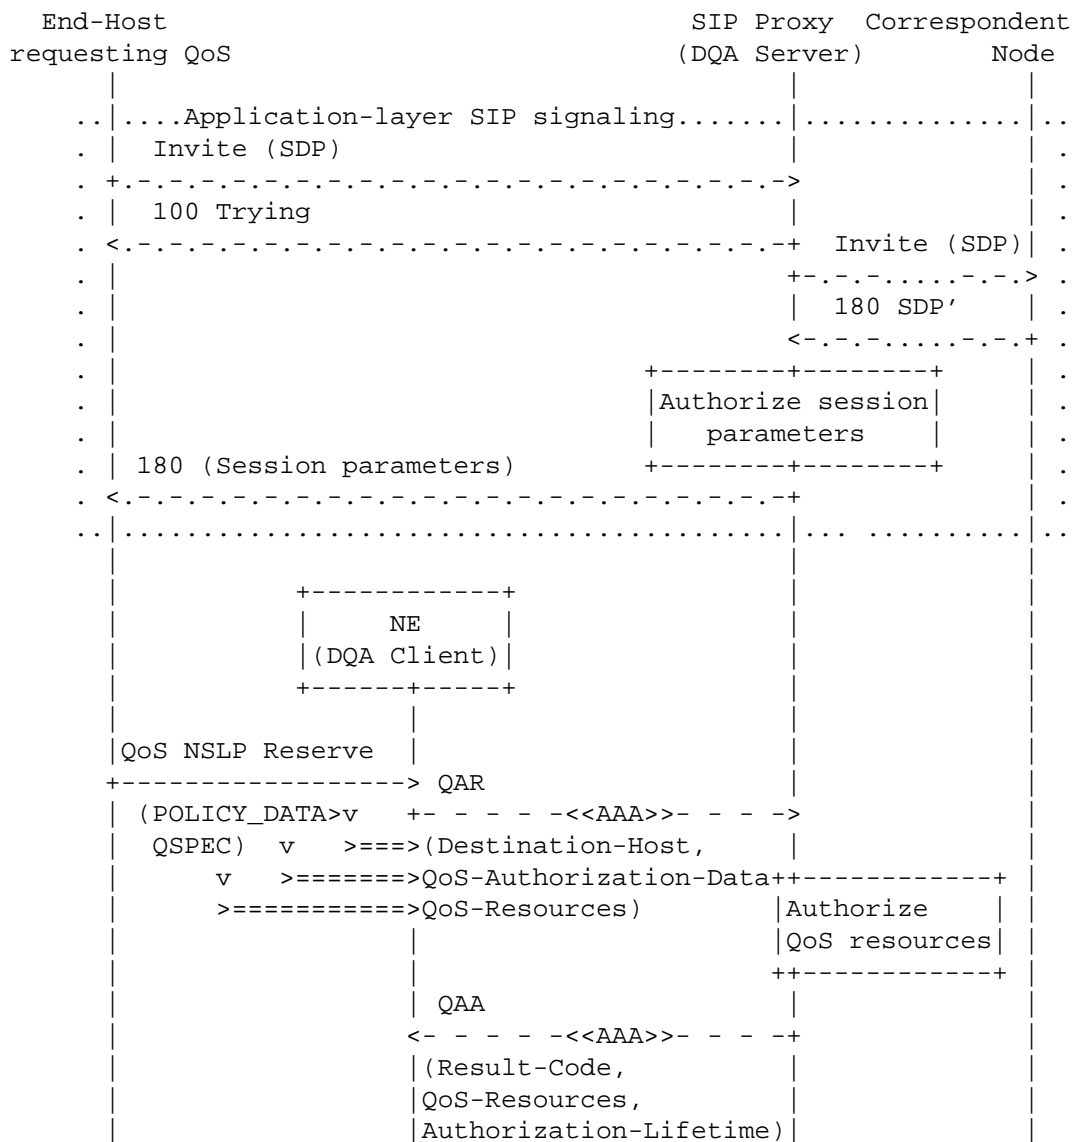 End-Host                                 SIP Proxy  Correspondent
requesting QoS                             (DQA Server)        Node
Application-layer SIP signaling
Invite (SDP)
100 Trying
Invite (SDP)
180 SDP'
Authorize session
parameters
180 (Session parameters)
NE
(DQA Client)
QoS NSLP Reserve
QAR
(POLICY_DATA>v   <<AAA>>
QSPEC)  v   >===>(Destination-Host,
v   >=======>QoS-Authorization-Data
>===========>QoS-Resources)         Authorize
QoS resources
QAA
<<AAA>>
(Result-Code,
QoS-Resources,
Authorization-Lifetime)